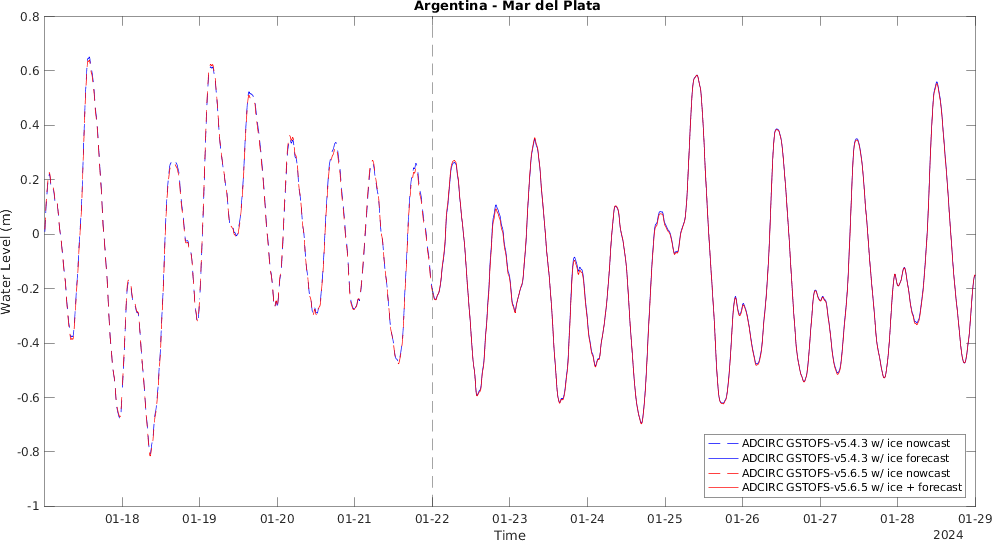 Argentina - Mar del Plata
Water Level (m)
0.8
0.6
0.4
0.2
0
-0.2
-0.4
-0.6
-0.8
-1
ADCIRC GSTOFS-v5.4.3 w/ ice nowcast
ADCIRC GSTOFS-v5.4.3 w/ ice forecast
ADCIRC GSTOFS-v5.6.5 w/ ice nowcast
ADCIRC GSTOFS-v5.6.5 w/ ice + forecast
01-18 01-19 01-20 01-21 01-22 01-23 01-24 01-25 01-26 01-27 01-28 01-29
Time
2024